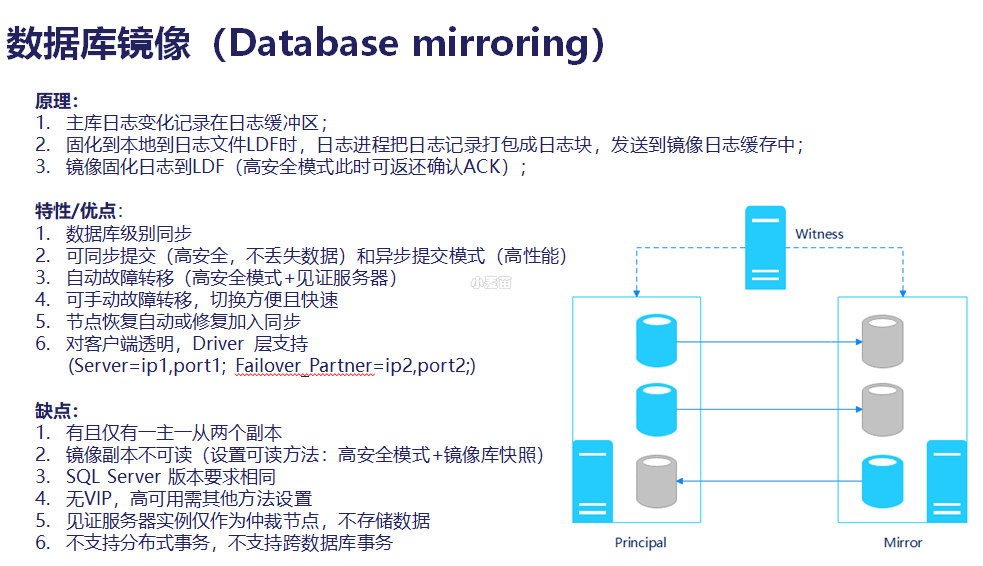 数据库镜像（Database mirroring）
原理：
1. 主库日志变化记录在日志缓冲区；
2. 固化到本地到日志文件LDF时，日志进程把日志记录打包成日志块，发送到镜像日志缓存中；
3. 镜像固化日志到LDF（高安全模式此时可返还确认ACK）；
特性/优点：
1. 数据库级别同步
2. 可同步提交（高安全，不丢失数据）和异步提交模式（高性能）
3. 自动故障转移（高安全模式+见证服务器）
4. 可手动故障转移，切换方便且快速
5. 节点恢复自动或修复加入同步
6. 对客户端透明，Driver 层支持
(Server=ip1,port1; Failover_Partner=ip2,port2;)
缺点：
1. 有且仅有一主一从两个副本
2. 镜像副本不可读（设置可读方法：高安全模式+镜像库快照）
3. SQL Server 版本要求相同
4. 无VIP，高可用需其他方法设置
5. 见证服务器实例仅作为仲裁节点，不存储数据
6. 不支持分布式事务，不支持跨数据库事务
Witness
Principal
Mirror